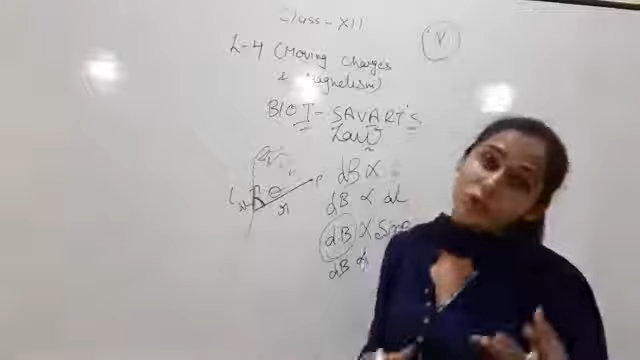 Class-XII
L-4 (Moving Charges
& Magnetism)
BIOT-SAVART'S
Law
dB ∝
dB ∝ dl
dB ∝ Sin
dB ∝
θ
P
r